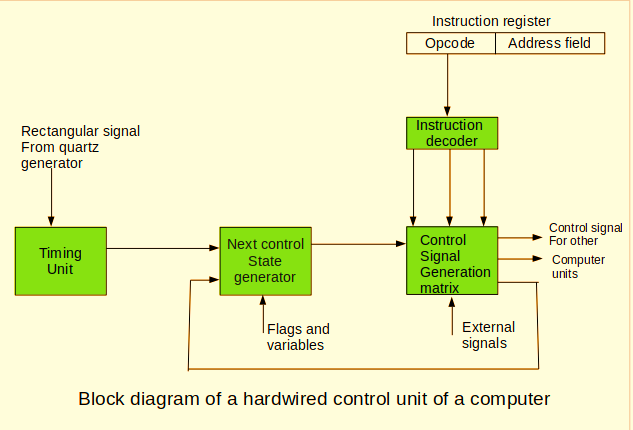 Instruction register
Opcode
Address field
Instruction
decoder
Rectangular signal
From quartz
generator
Timing
Unit
Next control
State
generator
Control
Signal
Generation
matrix
Control signal
For other
Computer
units
Flags and
variables
External
signals
Block diagram of a hardwired control unit of a computer